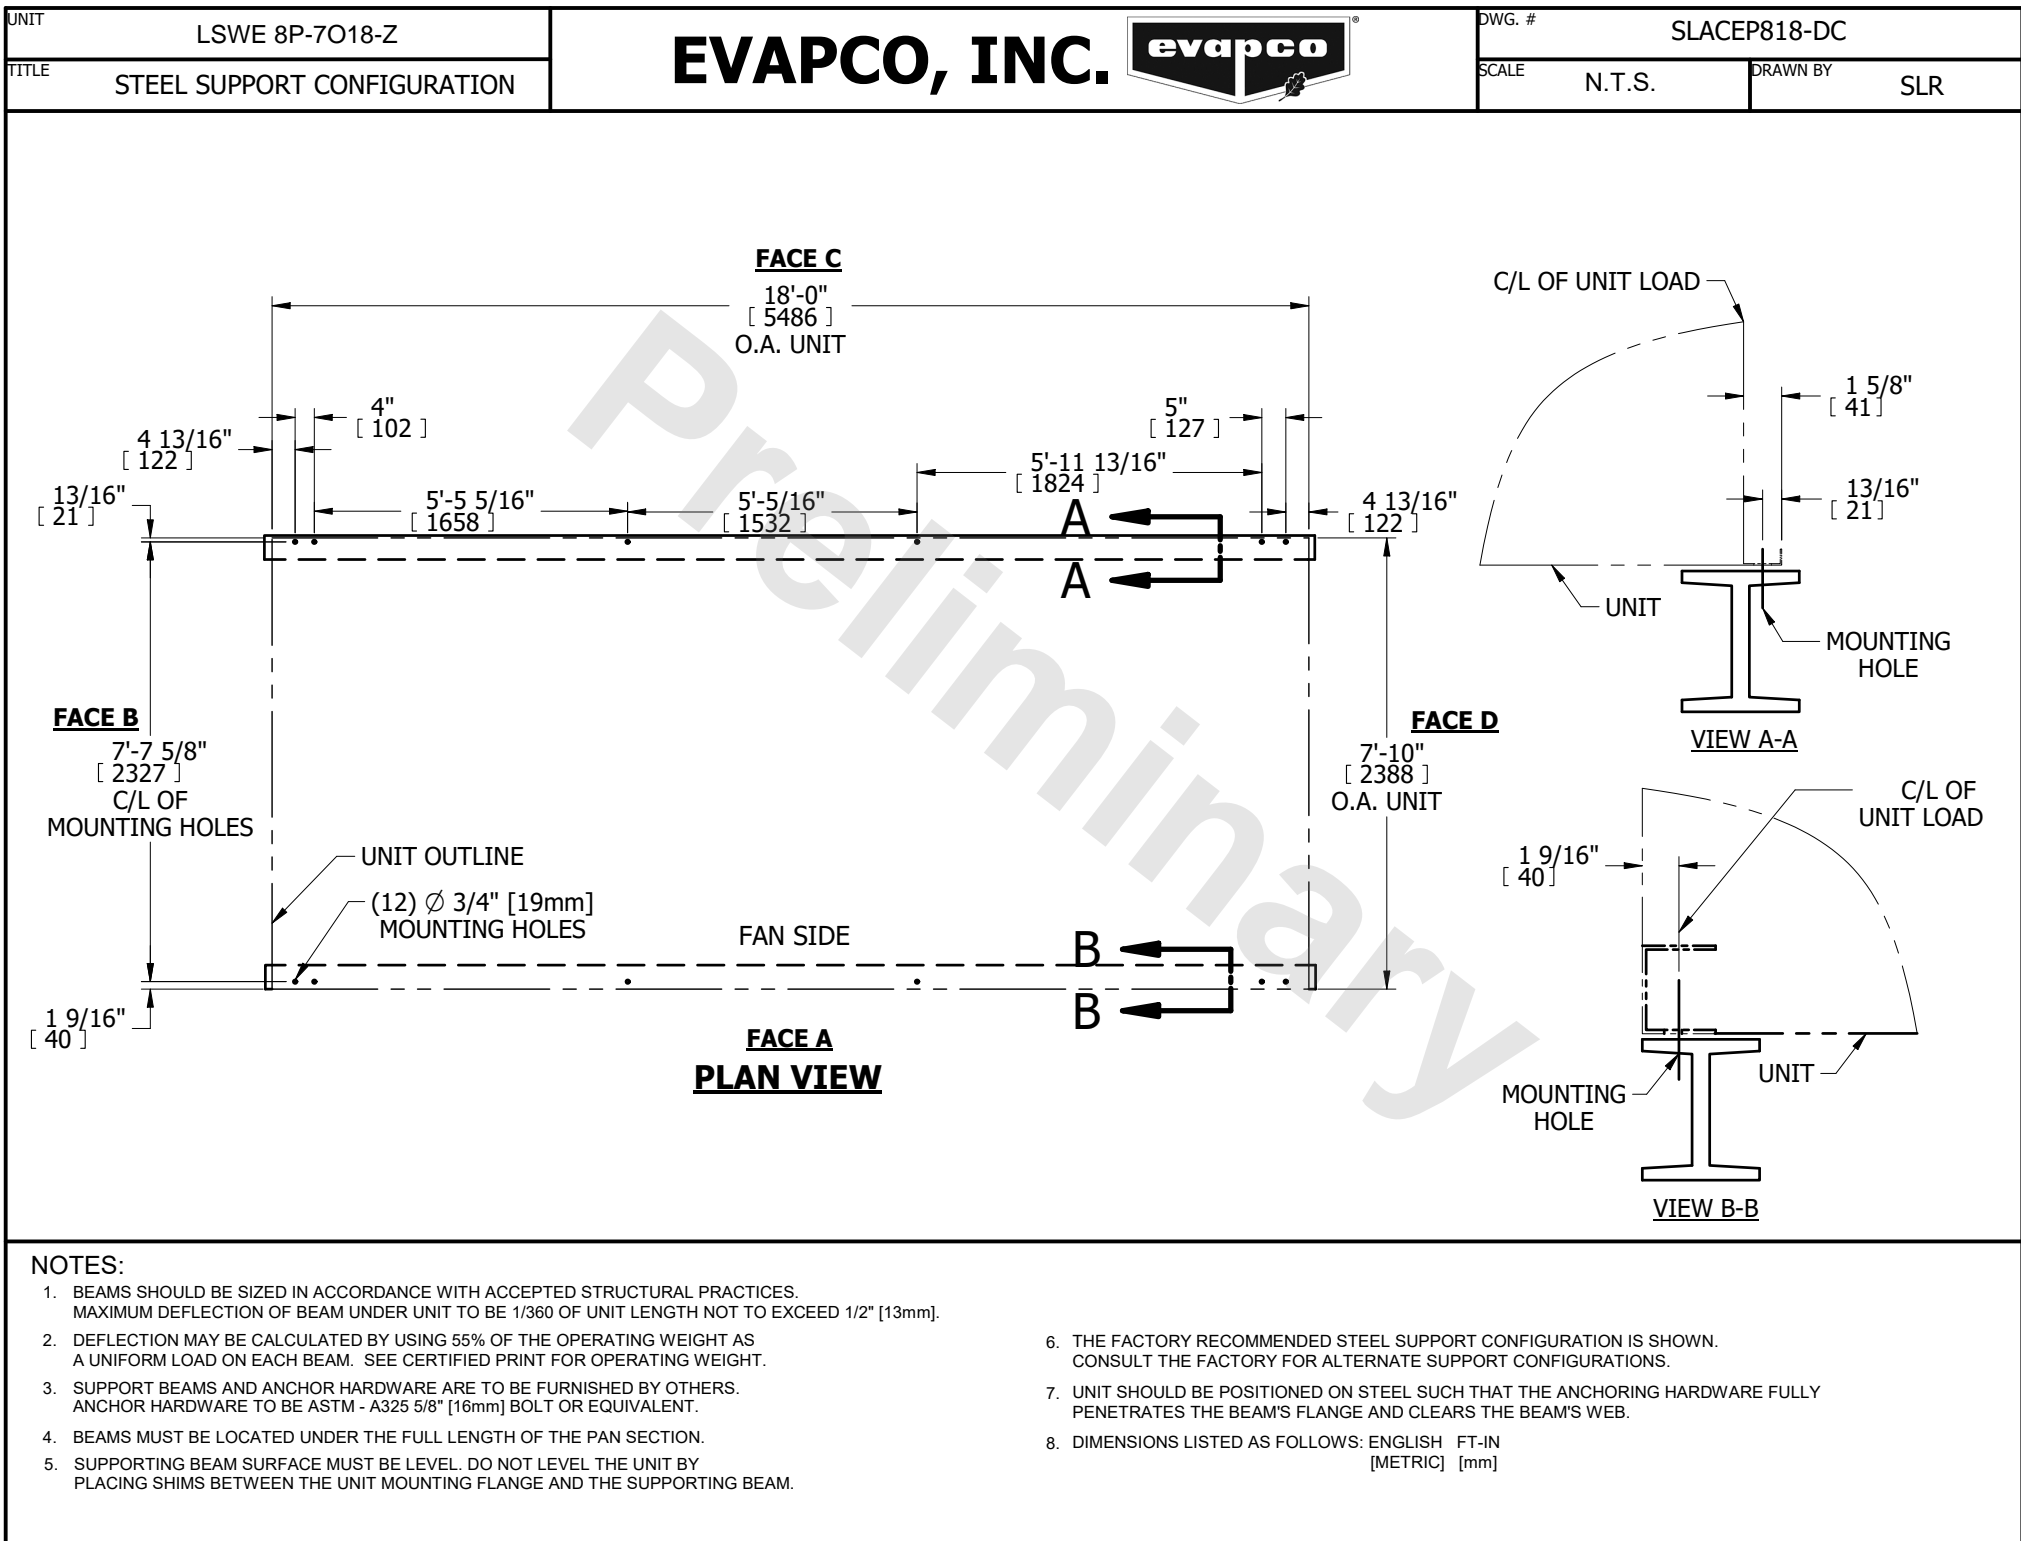 UNIT
LSWE 8P-7O18-Z
TITLE
STEEL SUPPORT CONFIGURATION
EVAPCO, INC.
evapco
®
DWG. #
SLACEP818-DC
SCALE
N.T.S.
DRAWN BY
SLR
FACE C
18'-0"
[ 5486 ]
O.A. UNIT
4"
[ 102 ]
4 13/16"
[ 122 ]
13/16"
[ 21 ]
5'-5 5/16"
[ 1658 ]
5'-5/16"
[ 1532 ]
5"
[ 127 ]
5'-11 13/16"
[ 1824 ]
4 13/16"
[ 122 ]
A
A
FACE B
7'-7 5/8"
[ 2327 ]
C/L OF
MOUNTING HOLES
FACE D
7'-10"
[ 2388 ]
O.A. UNIT
UNIT OUTLINE
(12) ∅ 3/4" [19mm]
MOUNTING HOLES
FAN SIDE
B
B
1 9/16"
[ 40 ]
FACE A
PLAN VIEW
Preliminary
C/L OF UNIT LOAD
1 5/8"
[ 41 ]
13/16"
[ 21 ]
UNIT
MOUNTING
HOLE
VIEW A-A
C/L OF
UNIT LOAD
1 9/16"
[ 40 ]
UNIT
MOUNTING
HOLE
VIEW B-B
NOTES:
1. BEAMS SHOULD BE SIZED IN ACCORDANCE WITH ACCEPTED STRUCTURAL PRACTICES.
MAXIMUM DEFLECTION OF BEAM UNDER UNIT TO BE 1/360 OF UNIT LENGTH NOT TO EXCEED 1/2" [13mm].
2. DEFLECTION MAY BE CALCULATED BY USING 55% OF THE OPERATING WEIGHT AS
A UNIFORM LOAD ON EACH BEAM. SEE CERTIFIED PRINT FOR OPERATING WEIGHT.
3. SUPPORT BEAMS AND ANCHOR HARDWARE ARE TO BE FURNISHED BY OTHERS.
ANCHOR HARDWARE TO BE ASTM - A325 5/8" [16mm] BOLT OR EQUIVALENT.
4. BEAMS MUST BE LOCATED UNDER THE FULL LENGTH OF THE PAN SECTION.
5. SUPPORTING BEAM SURFACE MUST BE LEVEL. DO NOT LEVEL THE UNIT BY
PLACING SHIMS BETWEEN THE UNIT MOUNTING FLANGE AND THE SUPPORTING BEAM.
6. THE FACTORY RECOMMENDED STEEL SUPPORT CONFIGURATION IS SHOWN.
CONSULT THE FACTORY FOR ALTERNATE SUPPORT CONFIGURATIONS.
7. UNIT SHOULD BE POSITIONED ON STEEL SUCH THAT THE ANCHORING HARDWARE FULLY
PENETRATES THE BEAM'S FLANGE AND CLEARS THE BEAM'S WEB.
8. DIMENSIONS LISTED AS FOLLOWS: ENGLISH FT-IN
[METRIC] [mm]